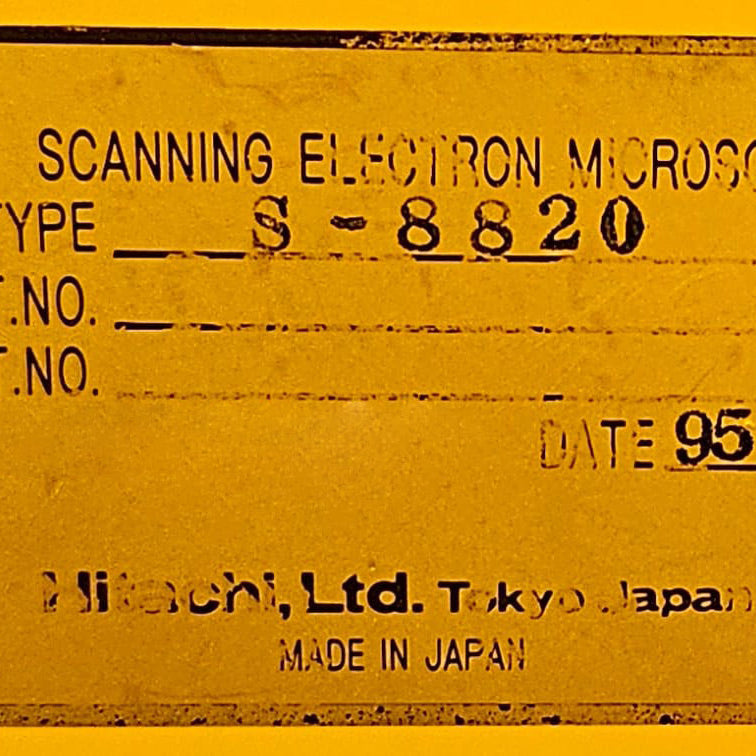 SCANNING ELECTRON MICROSC
TYPE S-8820
T.NO.
T.NO.
DATE 95
Hitachi, Ltd. Tokyo Japan
MADE IN JAPAN